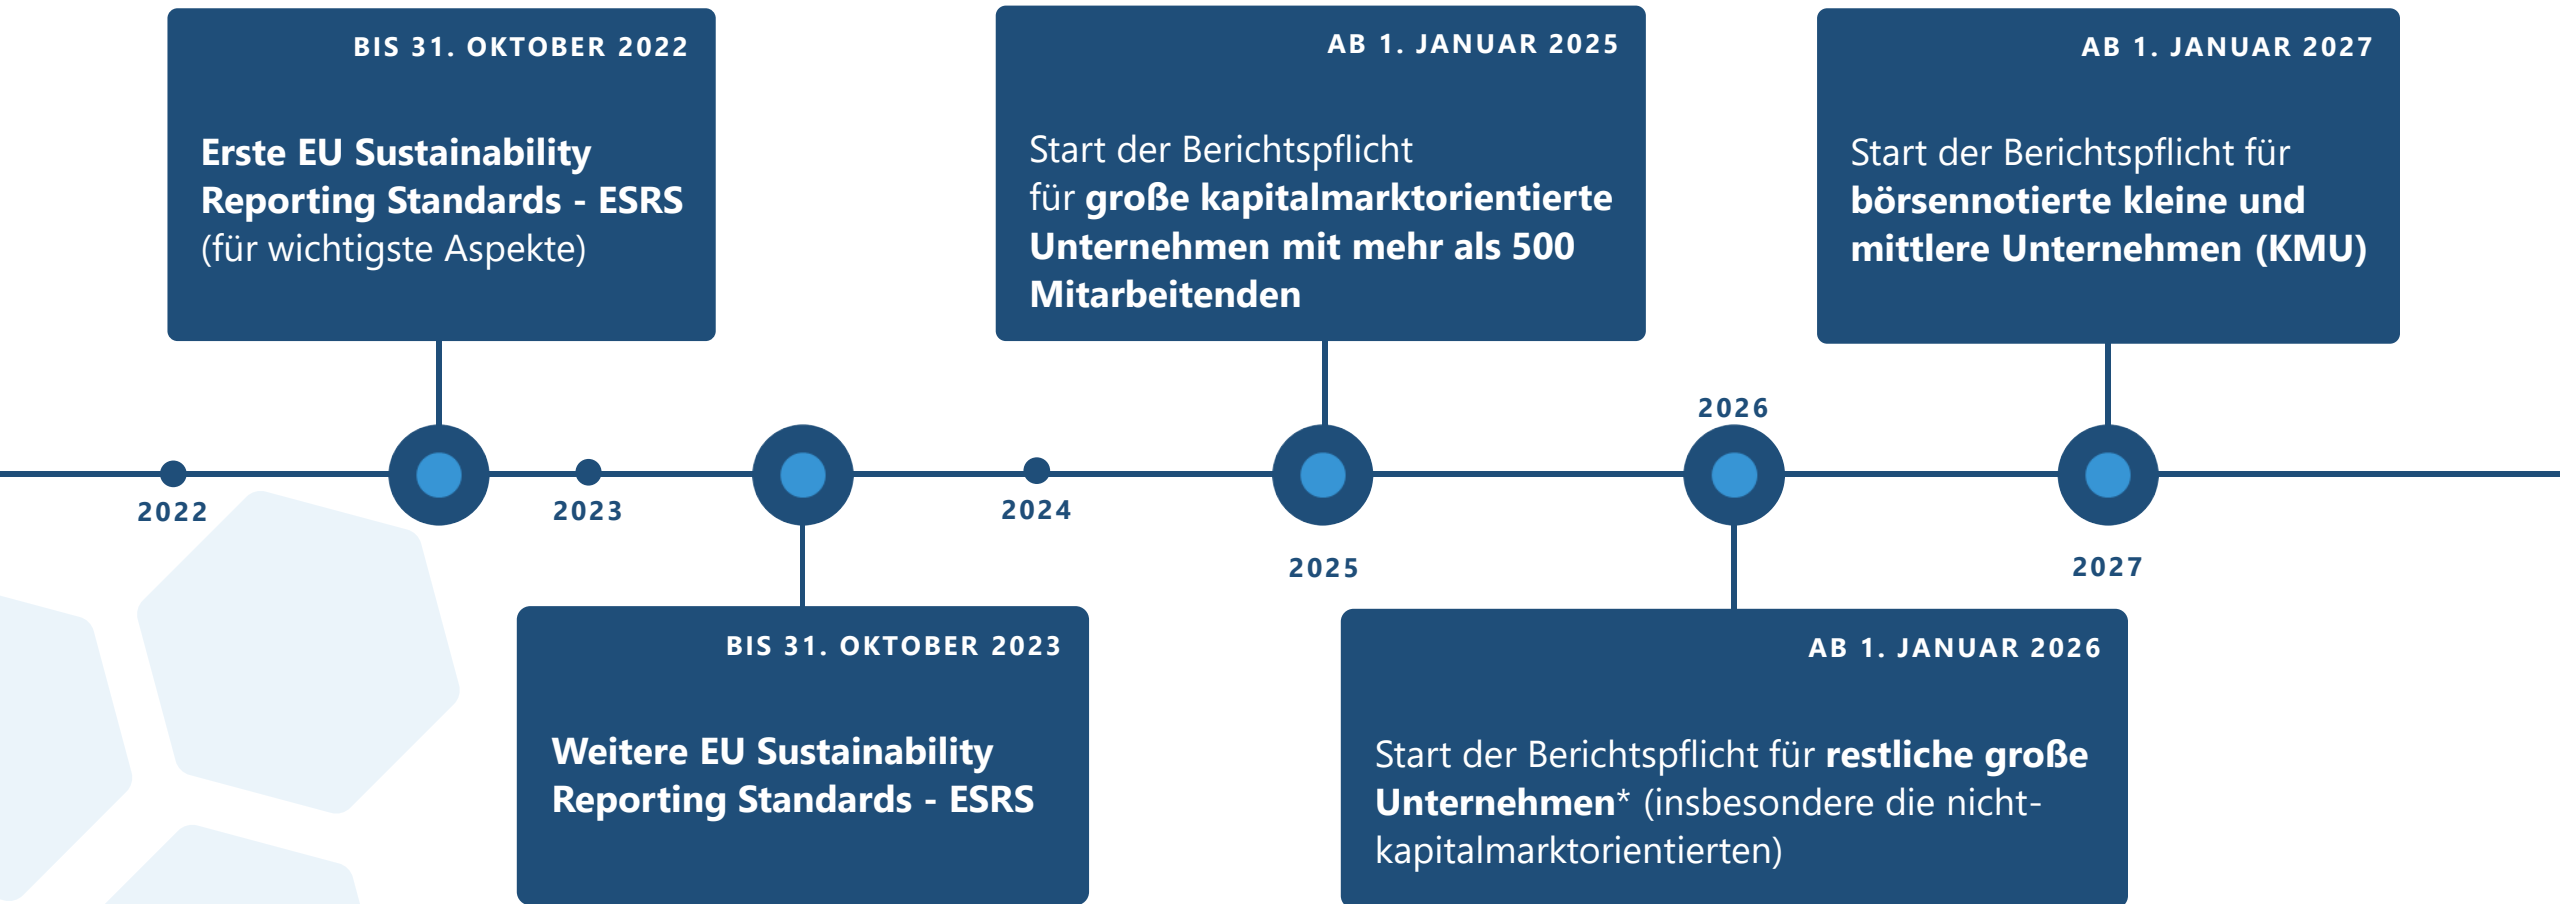 BIS 31. OKTOBER 2022
Erste EU Sustainability
Reporting Standards - ESRS
(für wichtigste Aspekte)
AB 1. JANUAR 2025
Start der Berichtspflicht
für große kapitalmarktorientierte
Unternehmen mit mehr als 500
Mitarbeitenden
AB 1. JANUAR 2027
Start der Berichtspflicht für
börsennotierte kleine und
mittlere Unternehmen (KMU)
2022
2023
2024
2025
2026
2027
BIS 31. OKTOBER 2023
Weitere EU Sustainability
Reporting Standards - ESRS
AB 1. JANUAR 2026
Start der Berichtspflicht für restliche große
Unternehmen* (insbesondere die nicht-
kapitalmarktorientierten)